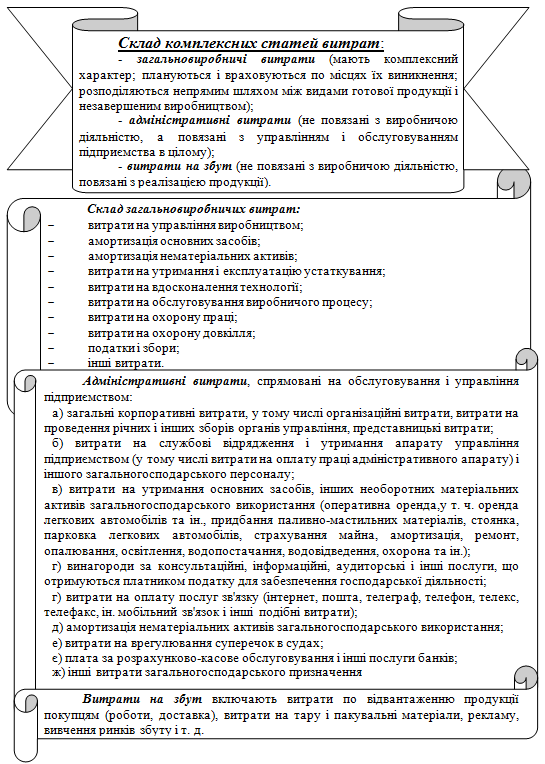 Склад комплексних статей витрат:
- загальновиробничі витрати (мають комплексний
характер; плануються і враховуються по місцях їх виникнення;
розподіляються непрямим шляхом між видами готової продукції і
незавершеним виробництвом);
- адміністративні витрати (не повязані з виробничою
діяльністю, а повязані з управлінням і обслуговуванням
підприємства в цілому);
- витрати на збут (не повязані з виробничою діяльністю,
повязані з реалізацією продукції).
Склад загальновиробничих витрат:
– витрати на управління виробництвом;
– амортизація основних засобів;
– амортизація нематеріальних активів;
– витрати на утримання і експлуатацію устаткування;
– витрати на вдосконалення технології;
– витрати на обслуговування виробничого процесу;
– витрати на охорону праці;
– витрати на охорону довкілля;
– податки і збори;
– інші витрати.
Адміністративні витрати, спрямовані на обслуговування і управління
підприємством:
а) загальні корпоративні витрати, у тому числі організаційні витрати, витрати на
проведення річних і інших зборів органів управління, представницькі витрати;
б) витрати на службові відрядження і утримання апарату управління
підприємством (у тому числі витрати на оплату праці адміністративного апарату) і
іншого загальногосподарського персоналу;
в) витрати на утримання основних засобів, інших необоротних матеріальних
активів загальногосподарського використання (оперативна оренда,у т. ч. оренда
легкових автомобілів та ін., придбання паливно-мастильних матеріалів, стоянка,
парковка легкових автомобілів, страхування майна, амортизація, ремонт,
опалювання, освітлення, водопостачання, водовідведення, охорона та ін.);
г) винагороди за консультаційні, інформаційні, аудиторські і інші послуги, що
отримуються платником податку для забезпечення господарської діяльності;
г) витрати на оплату послуг зв'язку (інтернет, пошта, телеграф, телефон, телекс,
телефакс, ін. мобільний зв'язок і інші подібні витрати);
д) амортизація нематеріальних активів загальногосподарського використання;
е) витрати на врегулювання суперечок в судах;
є) плата за розрахунково-касове обслуговування і інші послуги банків;
ж) інші витрати загальногосподарського призначення
Витрати на збут включають витрати по відвантаженню продукції
покупцям (роботи, доставка), витрати на тару і пакувальні матеріали, рекламу,
вивчення ринків збуту і т. д.